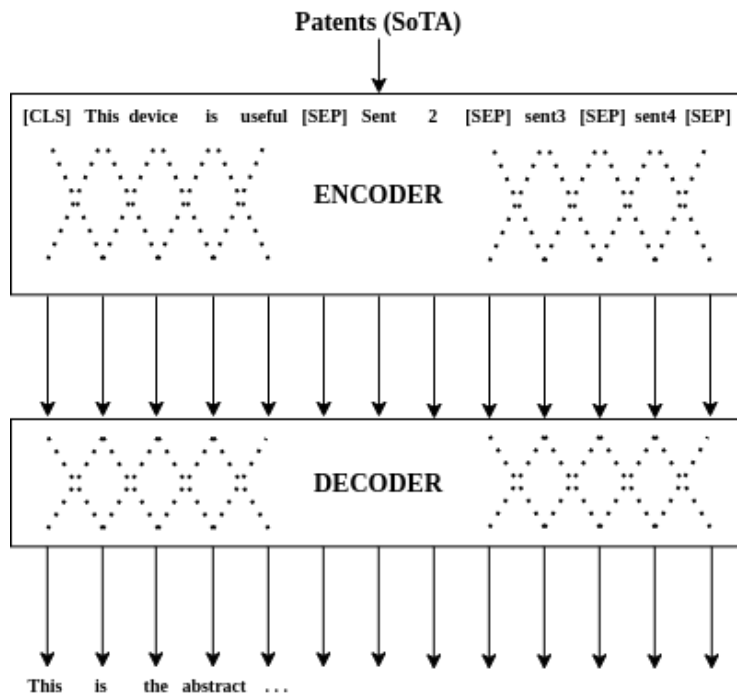 Patents (SoTA)
[CLS] This device is useful [SEP] Sent 2 [SEP] sent3 [SEP] sent4 [SEP]
ENCODER
DECODER
This is the abstract ...